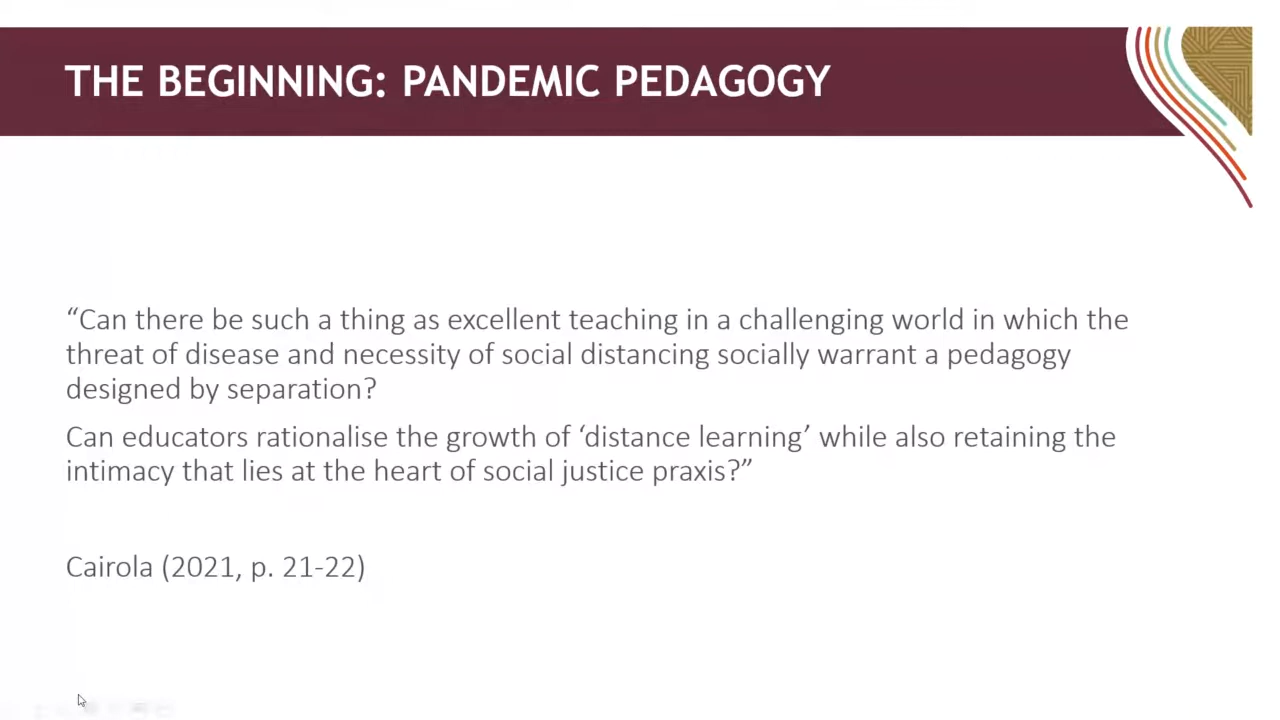 THE BEGINNING: PANDEMIC PEDAGOGY
“Can there be such a thing as excellent teaching in a challenging world in which the
threat of disease and necessity of social distancing socially warrant a pedagogy
designed by separation?
Can educators rationalise the growth of ‘distance learning’ while also retaining the
intimacy that lies at the heart of social justice praxis?”
Cairola (2021, p. 21-22)